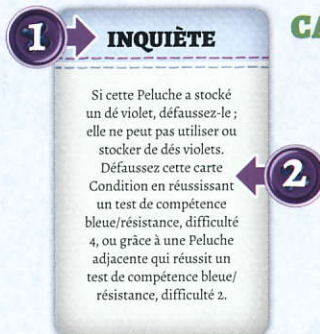 1
INQUIÈTE
CA
Si cette Peluche a stocké
un dé violet, défaussez-le ;
elle ne peut pas utiliser ou
stocker de dés violets.
Défaussez cette carte
Condition en réussissant
un test de compétence
bleue/résistance, difficulté
4, ou grâce à une Peluche
adjacente qui réussit un
test de compétence bleue/
résistance, difficulté 2.
2